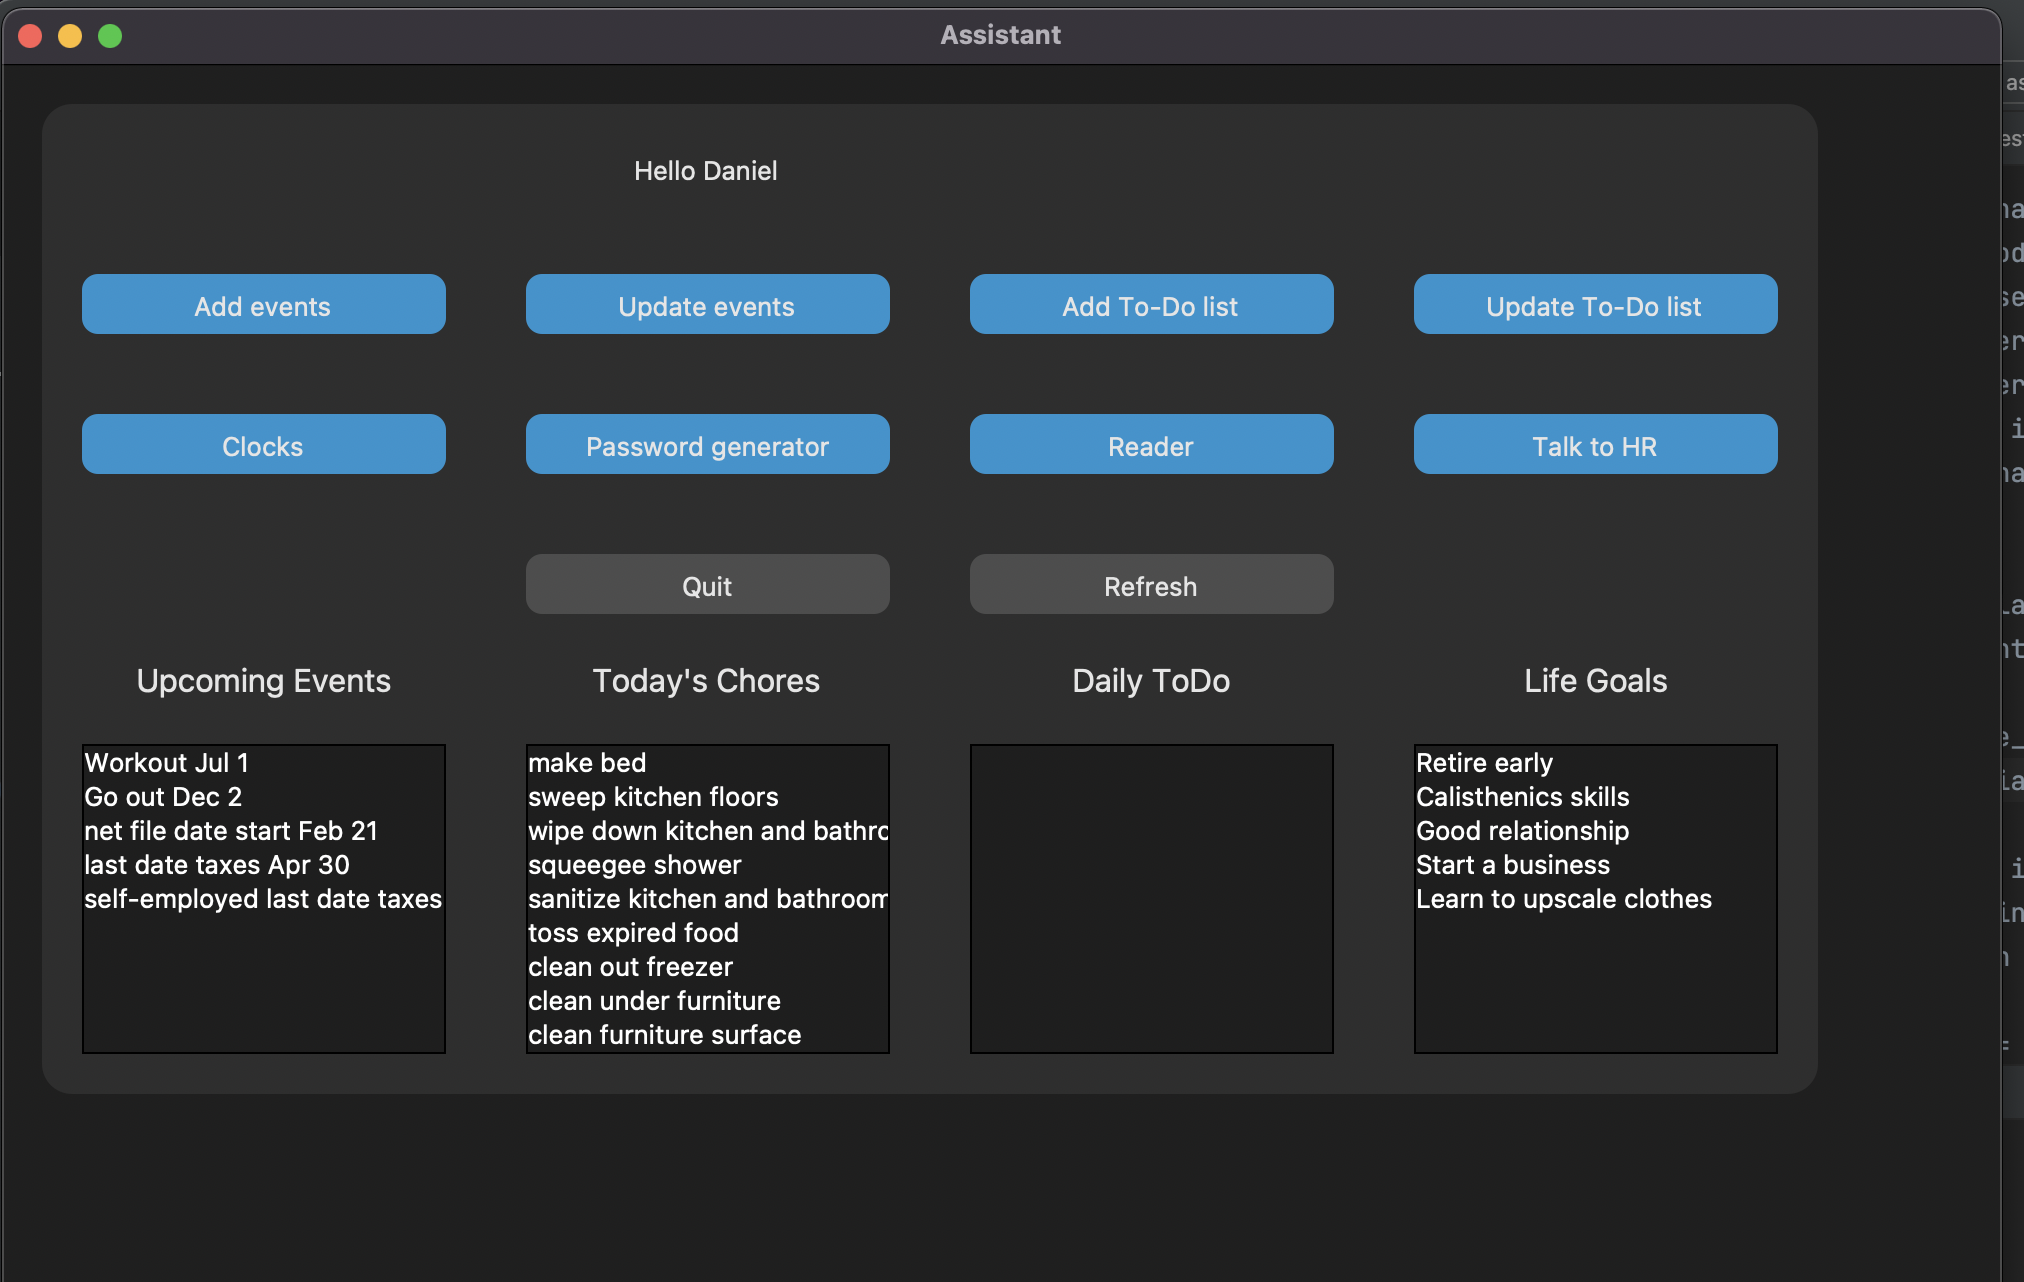 Assistant
Hello Daniel
Add events
Update events
Add To-Do list
Update To-Do list
Clocks
Password generator
Reader
Talk to HR
Quit
Refresh
Upcoming Events
Workout Jul 1
Go out Dec 2
net file date start Feb 21
last date taxes Apr 30
self-employed last date taxes
Today's Chores
make bed
sweep kitchen floors
wipe down kitchen and
squeegee shower
sanitize kitchen and bathroom
toss expired food
clean out freezer
clean under furniture
clean furniture surface
Daily ToDo
Life Goals
Retire early
Calisthenics skills
Good relationship
Start a business
Learn to upscale clothes